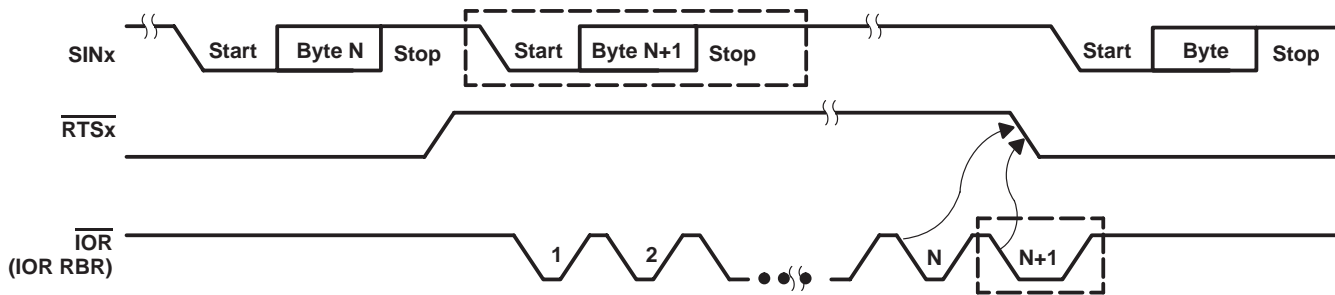 SINx Start Byte N Stop Start Byte N+1 Stop Start Byte Stop
RTSx
IOR
(IOR RBR)
1 2 N N+1